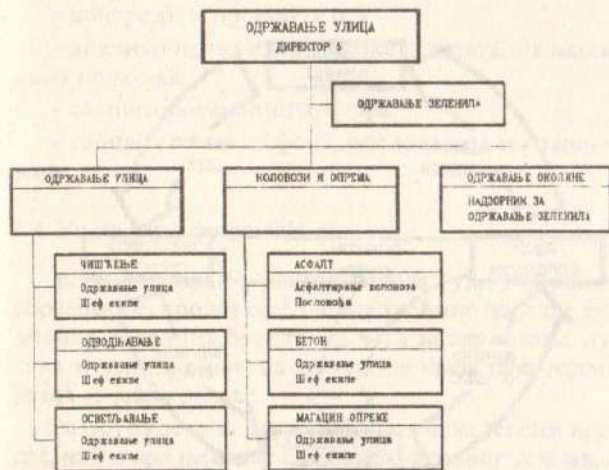 ОДРЖАВАЊЕ УЛИЦА
ДИРЕКТОР
ОДРЖАВАЊЕ ЗЕЛЕНИЛА
ОДРЖАВАЊЕ УЛИЦА
КОЛОВОЗИ И ОПРЕМА
ОДРЖАВАЊЕ ОКОЛИНЕ
НАДЗОРНИК ЗА
ОДРЖАВАЊЕ ЗЕЛЕНИЛА
ЧИШЋЕЊЕ
Одржавање улица
Шеф екипе
АСФАЛТ
Асфалтирање коловоза
Пословођа
ОДВОДЊАВАЊЕ
Одржавање улица
Шеф екипе
БЕТОН
Одржавање улица
Шеф екипе
ОСВЕТЉАВАЊЕ
Одржавање улица
Шеф екипе
МАГАЦИН ОПРЕМЕ
Одржавање улица
Шеф екипе